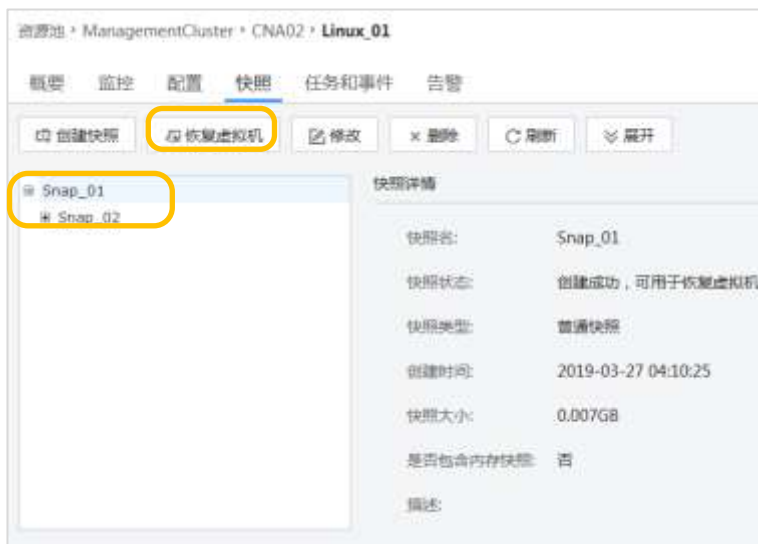 资源池 › ManagementCluster › CNA02 › Linux_01
概要 监控 配置 快照 任务和事件 告警
创建快照 恢复虚拟机 修改 × 删除 刷新 展开
Snap_01
Snap_02
快照详情
快照名: Snap_01
快照状态: 创建成功，可用于恢复虚拟机
快照类型: 普通快照
创建时间: 2019-03-27 04:10:25
快照大小: 0.007GB
是否包含内存快照: 否
描述: